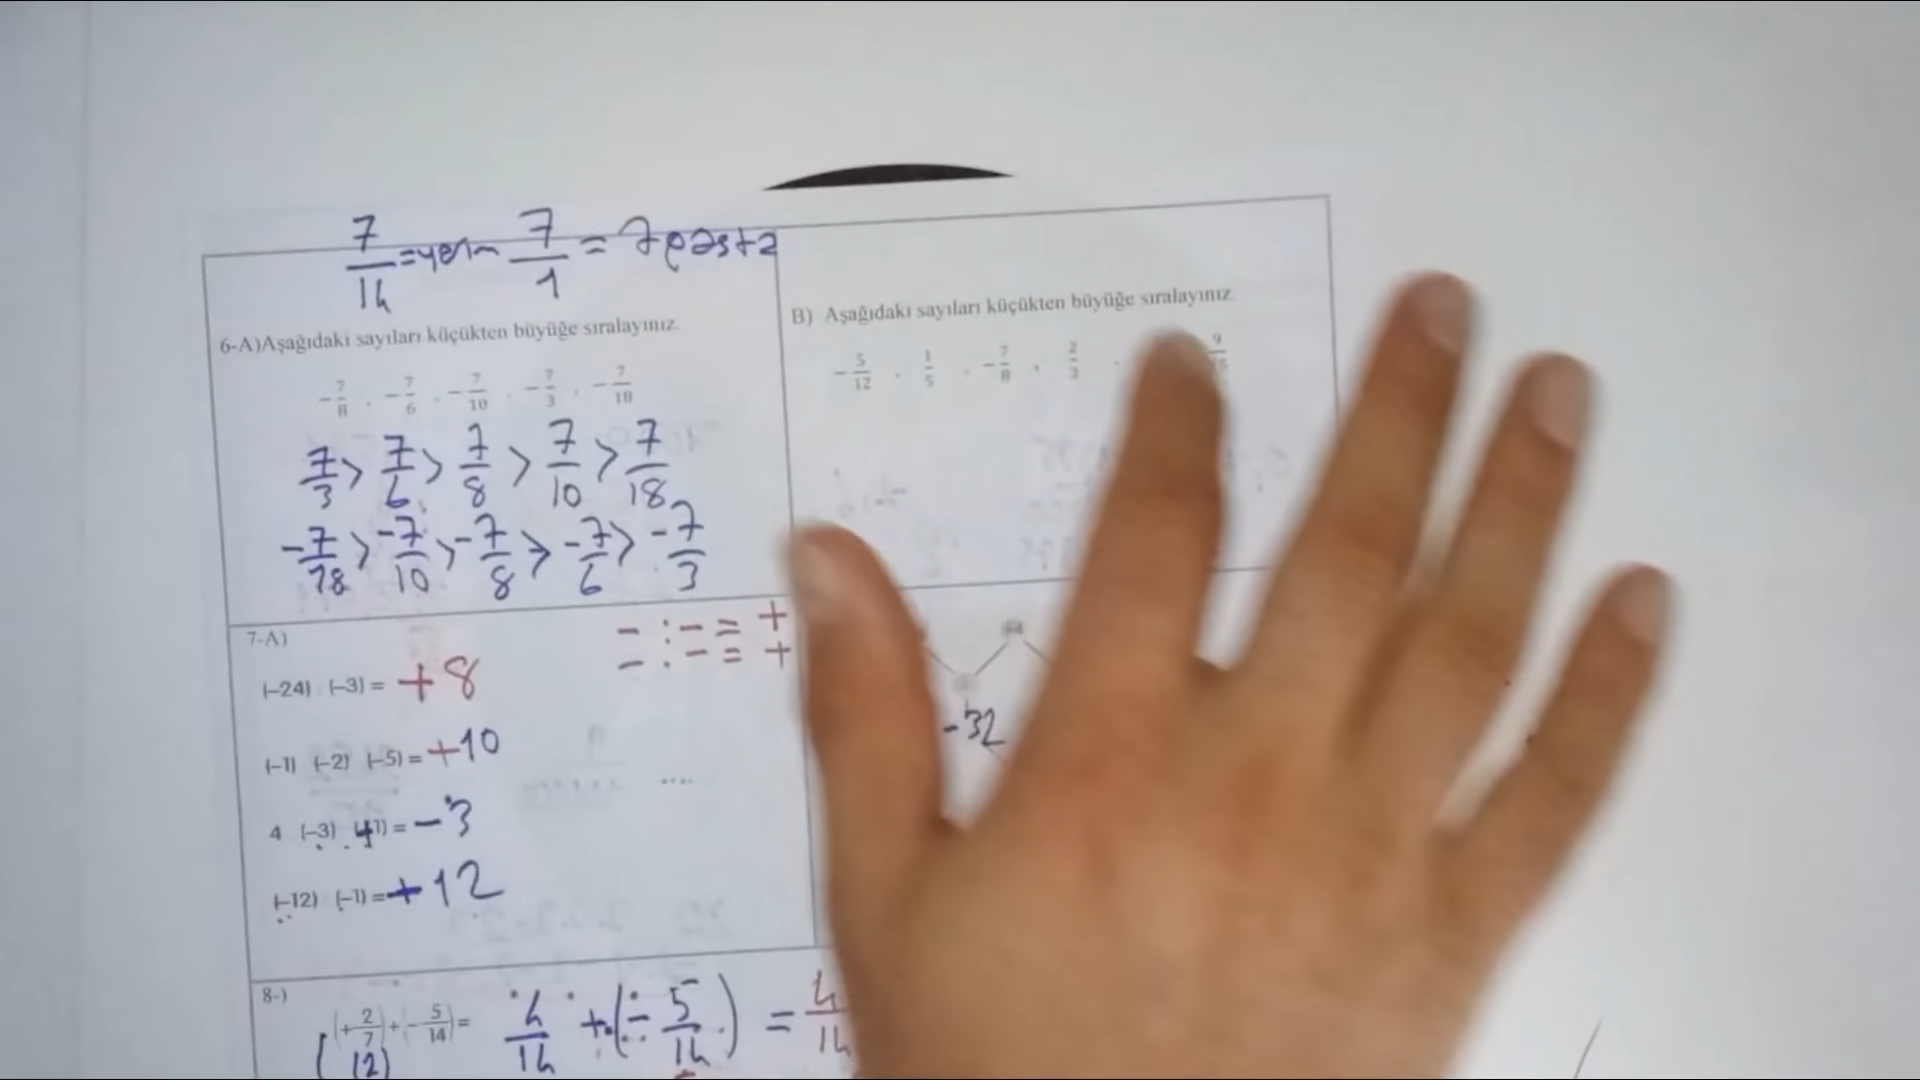 7/14 = yarım 7/1 = 7 pasta
6-A)Aşağıdaki sayıları küçükten büyüğe sıralayınız.
-7/8 , -7/6 , -7/10 , -7/3 , -7/18
7/3 > 7/6 > 7/8 > 7/10 > 7/18
-7/18 > -7/10 > -7/8 > -7/6 > -7/3
B) Aşağıdaki sayıları küçükten büyüğe sıralayınız.
-5/12 , 1/5 , -7/8 , 2/3 ,
7-A)
- : - = +
- : - = +
(-24) : (-3) = +8
(-1) (-2) (-5) = +10
4 (-3) = -3
(-12) (-1) = +12
-32
8-)
(+2/7) + (-5/14) = 4/14 + (-5/14) = 4/14
(12)